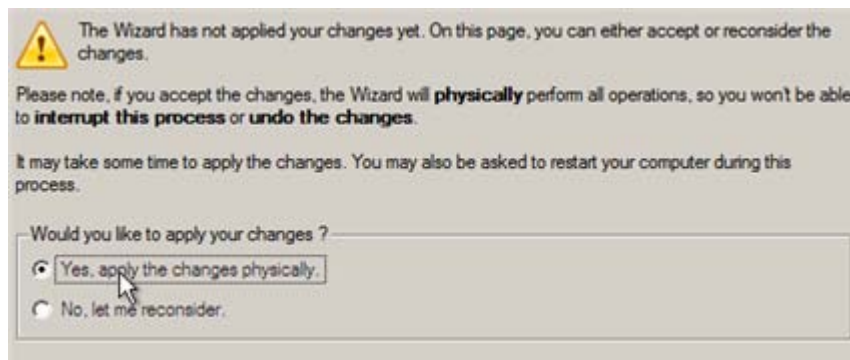 The Wizard has not applied your changes yet. On this page, you can either accept or reconsider the
changes.
Please note, if you accept the changes, the Wizard will physically perform all operations, so you won't be able
to interrupt this process or undo the changes.
It may take some time to apply the changes. You may also be asked to restart your computer during this
process.
Would you like to apply your changes ?
Yes, apply the changes physically.
No, let me reconsider.